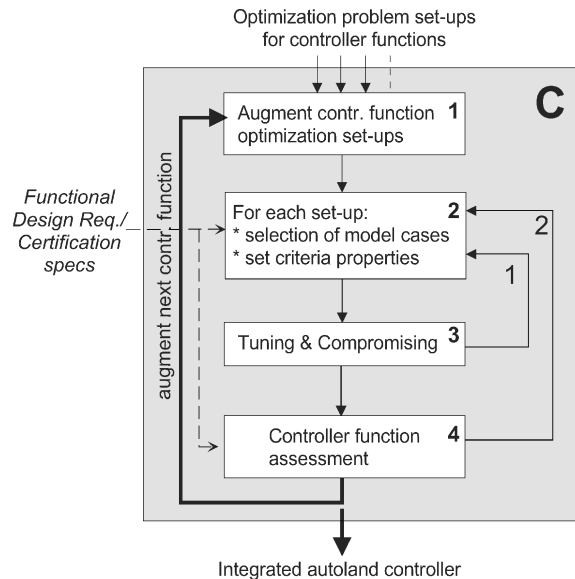 Optimization problem set-ups
for controller functions
C
Augment contr. function 1
optimization set-ups
Functional
Design Req./
Certification
specs
augment next contr. function
For each set-up: 2
* selection of model cases
* set criteria properties
2
1
Tuning & Compromising 3
Controller function 4
assessment
Integrated autoland controller